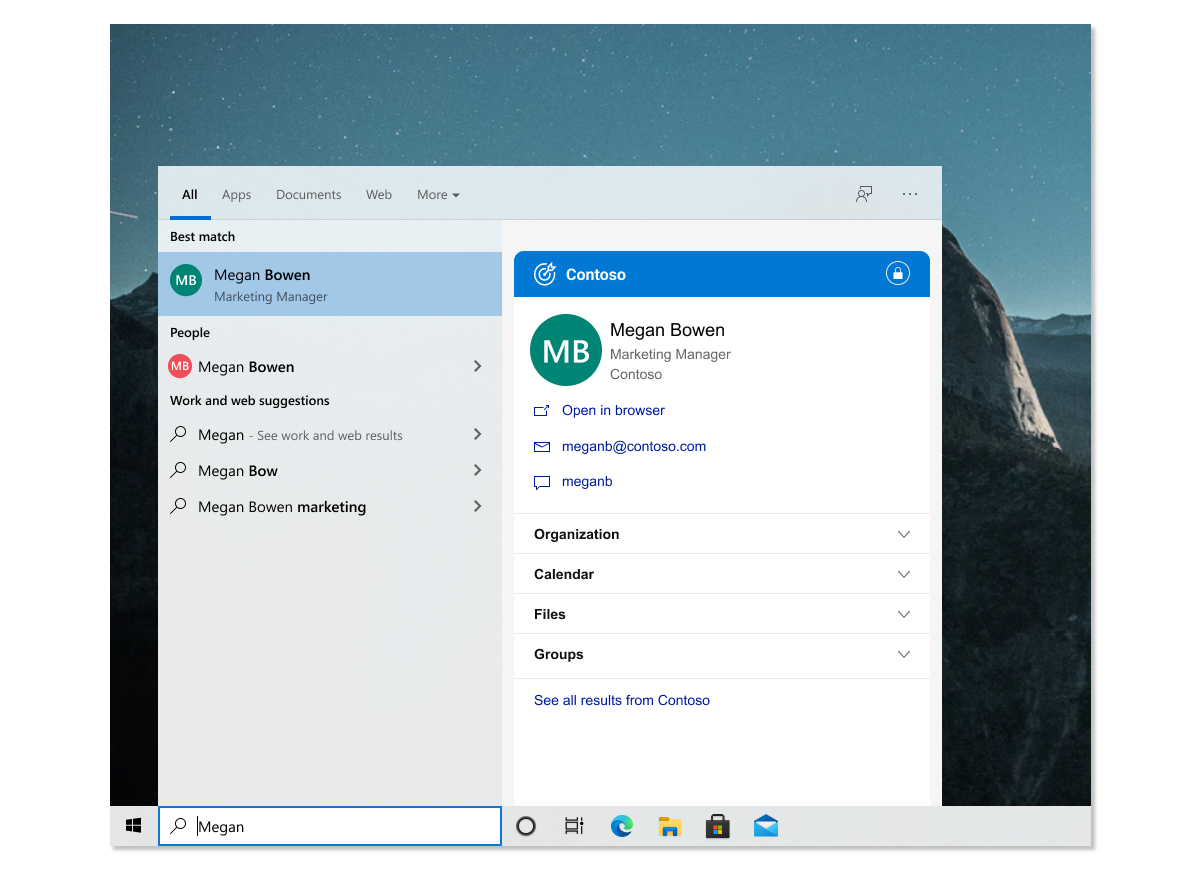 All Apps Documents Web More
Best match
MB Megan Bowen
Marketing Manager
People
MB Megan Bowen
Work and web suggestions
Megan - See work and web results
Megan Bow
Megan Bowen marketing
Contoso
MB
Megan Bowen
Marketing Manager
Contoso
Open in browser
meganb@contoso.com
meganb
Organization
Calendar
Files
Groups
See all results from Contoso
Megan